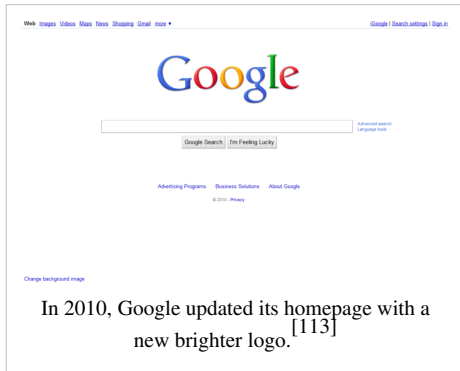 Web Images Videos Maps News Shopping Gmail more ▼
iGoogle | Search settings | Sign in
Google
Advanced search
Language tools
Google Search I'm Feeling Lucky
Advertising Programs Business Solutions About Google
© 2010 - Privacy
Change background image
In 2010, Google updated its homepage with a
new brighter logo.[113]